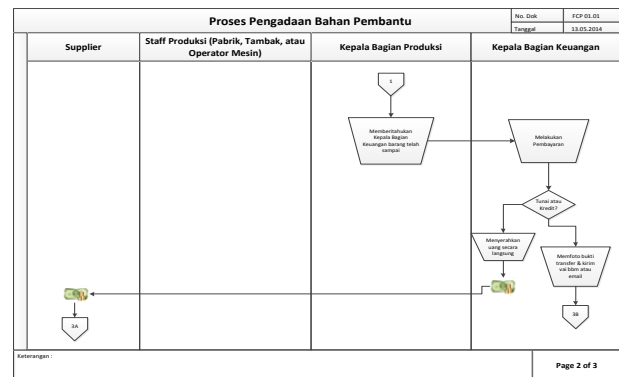 Proses Pengadaan Bahan Pembantu
No. Dok
FCP 01.01
Tanggal
13.05.2014
Supplier
Staff Produksi (Pabrik, Tambak, atau
Operator Mesin)
Kepala Bagian Produksi
Kepala Bagian Keuangan
1
Memberitahukan
Kepala Bagian
Keuangan barang telah
sampai
Melakukan
Pembayaran
Tunai atau
Kredit?
Menyerahkan
uang secara
langsung
Memfoto bukti
transfer & kirim
vai bbm atau
email
3A
3B
Keterangan :
Page 2 of 3